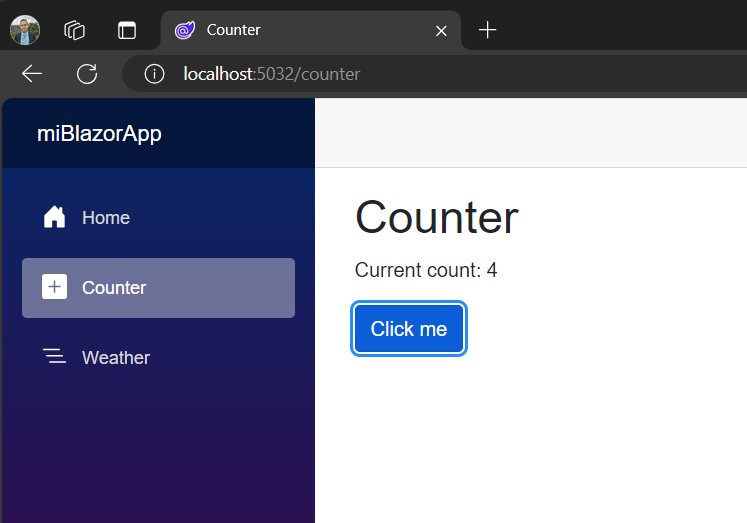 Counter
localhost:5032/counter
miBlazorApp
Home
Counter
Weather
Counter
Current count: 4
Click me